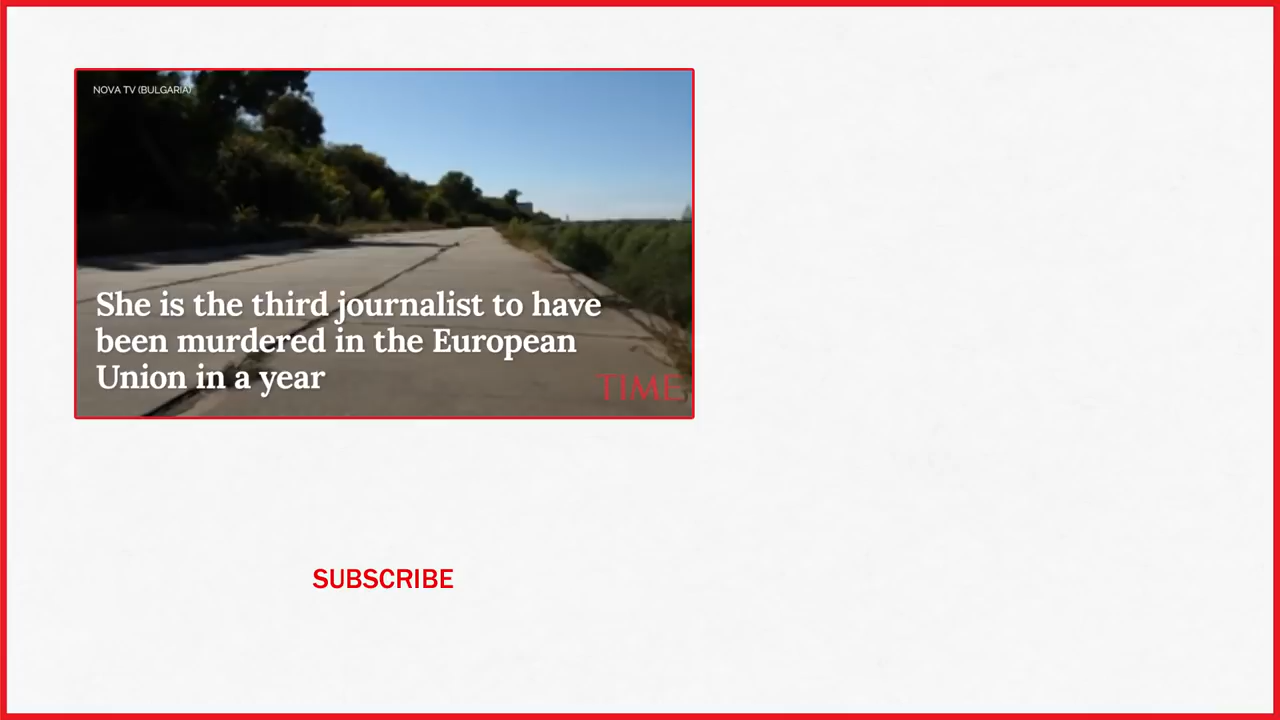 NOVA TV (BULGARIA)
She is the third journalist to have
been murdered in the European
Union in a year
TIME
SUBSCRIBE